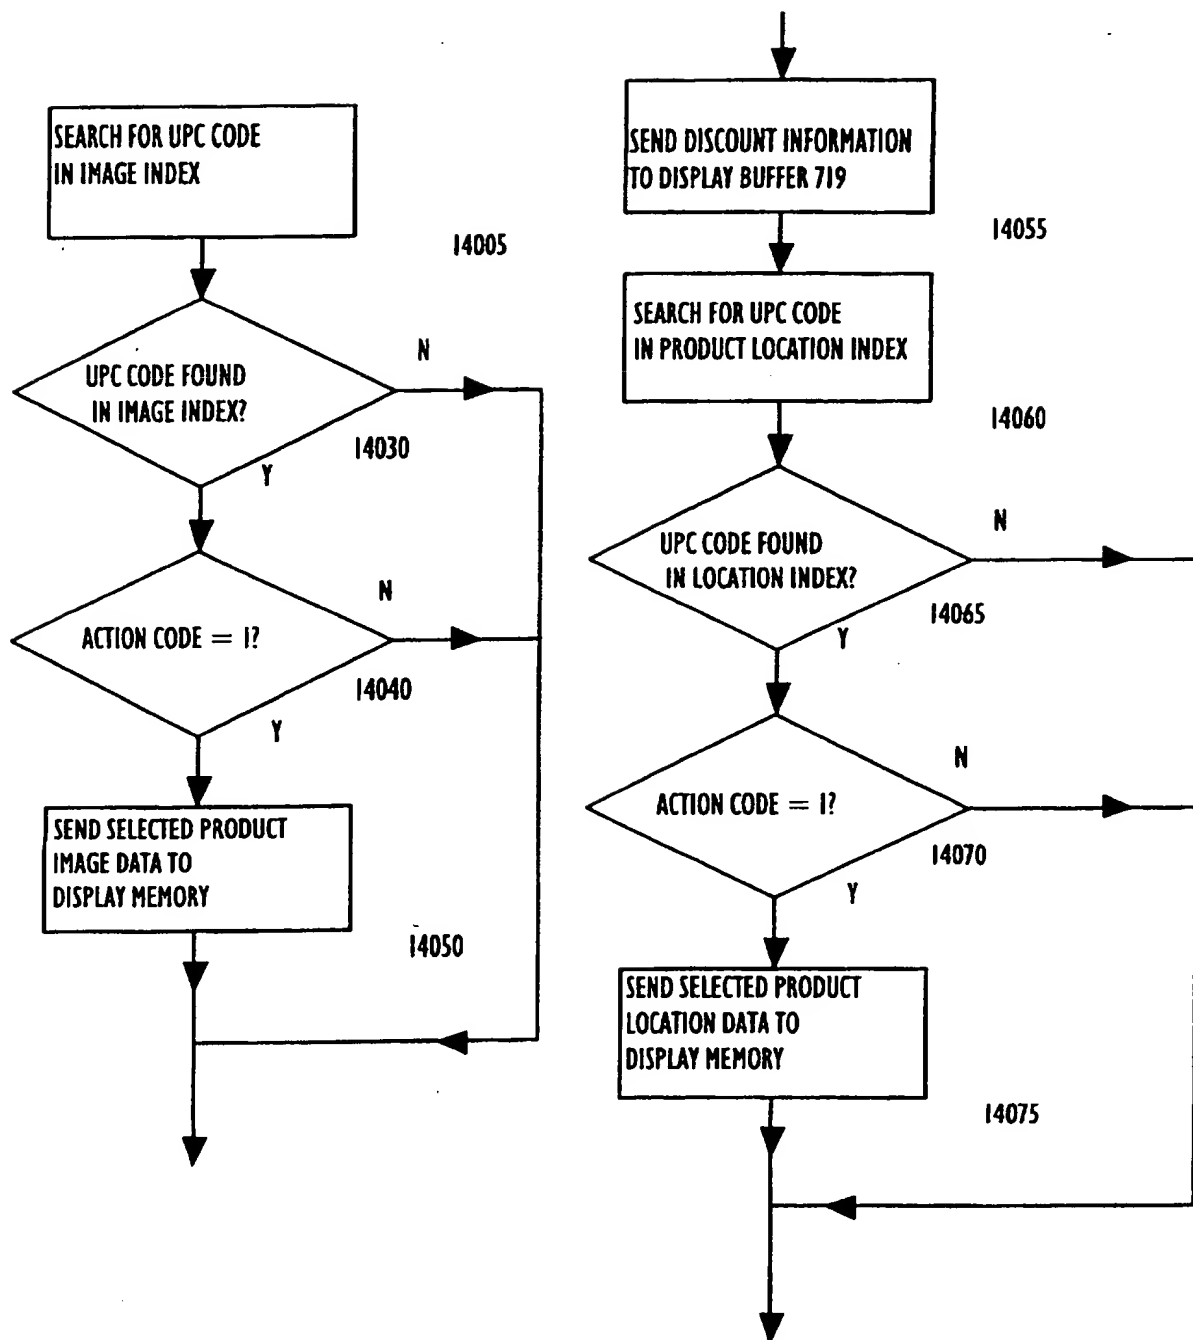 SEARCH FOR UPC CODE
IN IMAGE INDEX
14005
UPC CODE FOUND
IN IMAGE INDEX?
N
14030
Y
ACTION CODE = 1?
N
14040
Y
SEND SELECTED PRODUCT
IMAGE DATA TO
DISPLAY MEMORY
14050
SEND DISCOUNT INFORMATION
TO DISPLAY BUFFER 719
14055
SEARCH FOR UPC CODE
IN PRODUCT LOCATION INDEX
14060
UPC CODE FOUND
IN LOCATION INDEX?
N
14065
Y
ACTION CODE = 1?
N
14070
Y
SEND SELECTED PRODUCT
LOCATION DATA TO
DISPLAY MEMORY
14075